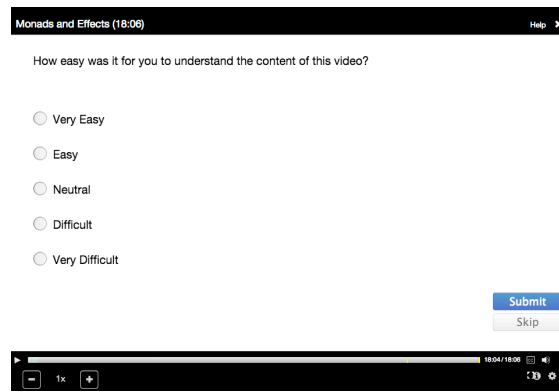 Monads and Effects (18:06) Help X
How easy was it for you to understand the content of this video?
Very Easy
Easy
Neutral
Difficult
Very Difficult
Submit
Skip
18:04 / 18:06
1x